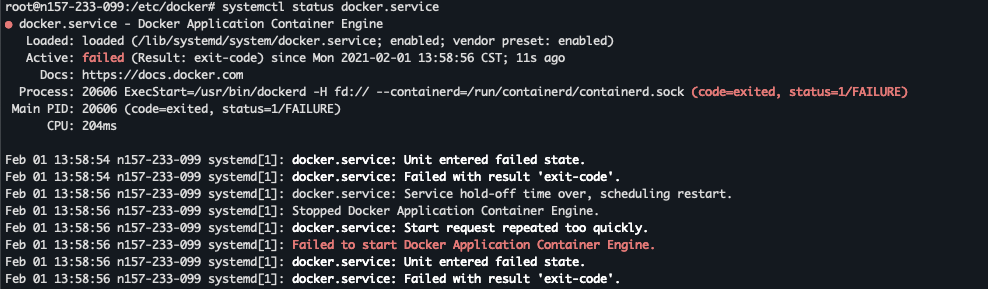 root@n157-233-099:/etc/docker# systemctl status docker.service
● docker.service - Docker Application Container Engine
Loaded: loaded (/lib/systemd/system/docker.service; enabled; vendor preset: enabled)
Active: failed (Result: exit-code) since Mon 2021-02-01 13:58:56 CST; 11s ago
Docs: https://docs.docker.com
Process: 20606 ExecStart=/usr/bin/dockerd -H fd:// --containerd=/run/containerd/containerd.sock (code=exited, status=1/FAILURE)
Main PID: 20606 (code=exited, status=1/FAILURE)
CPU: 204ms
Feb 01 13:58:54 n157-233-099 systemd[1]: docker.service: Unit entered failed state.
Feb 01 13:58:54 n157-233-099 systemd[1]: docker.service: Failed with result 'exit-code'.
Feb 01 13:58:56 n157-233-099 systemd[1]: docker.service: Service hold-off time over, scheduling restart.
Feb 01 13:58:56 n157-233-099 systemd[1]: Stopped Docker Application Container Engine.
Feb 01 13:58:56 n157-233-099 systemd[1]: docker.service: Start request repeated too quickly.
Feb 01 13:58:56 n157-233-099 systemd[1]: Failed to start Docker Application Container Engine.
Feb 01 13:58:56 n157-233-099 systemd[1]: docker.service: Unit entered failed state.
Feb 01 13:58:56 n157-233-099 systemd[1]: docker.service: Failed with result 'exit-code'.